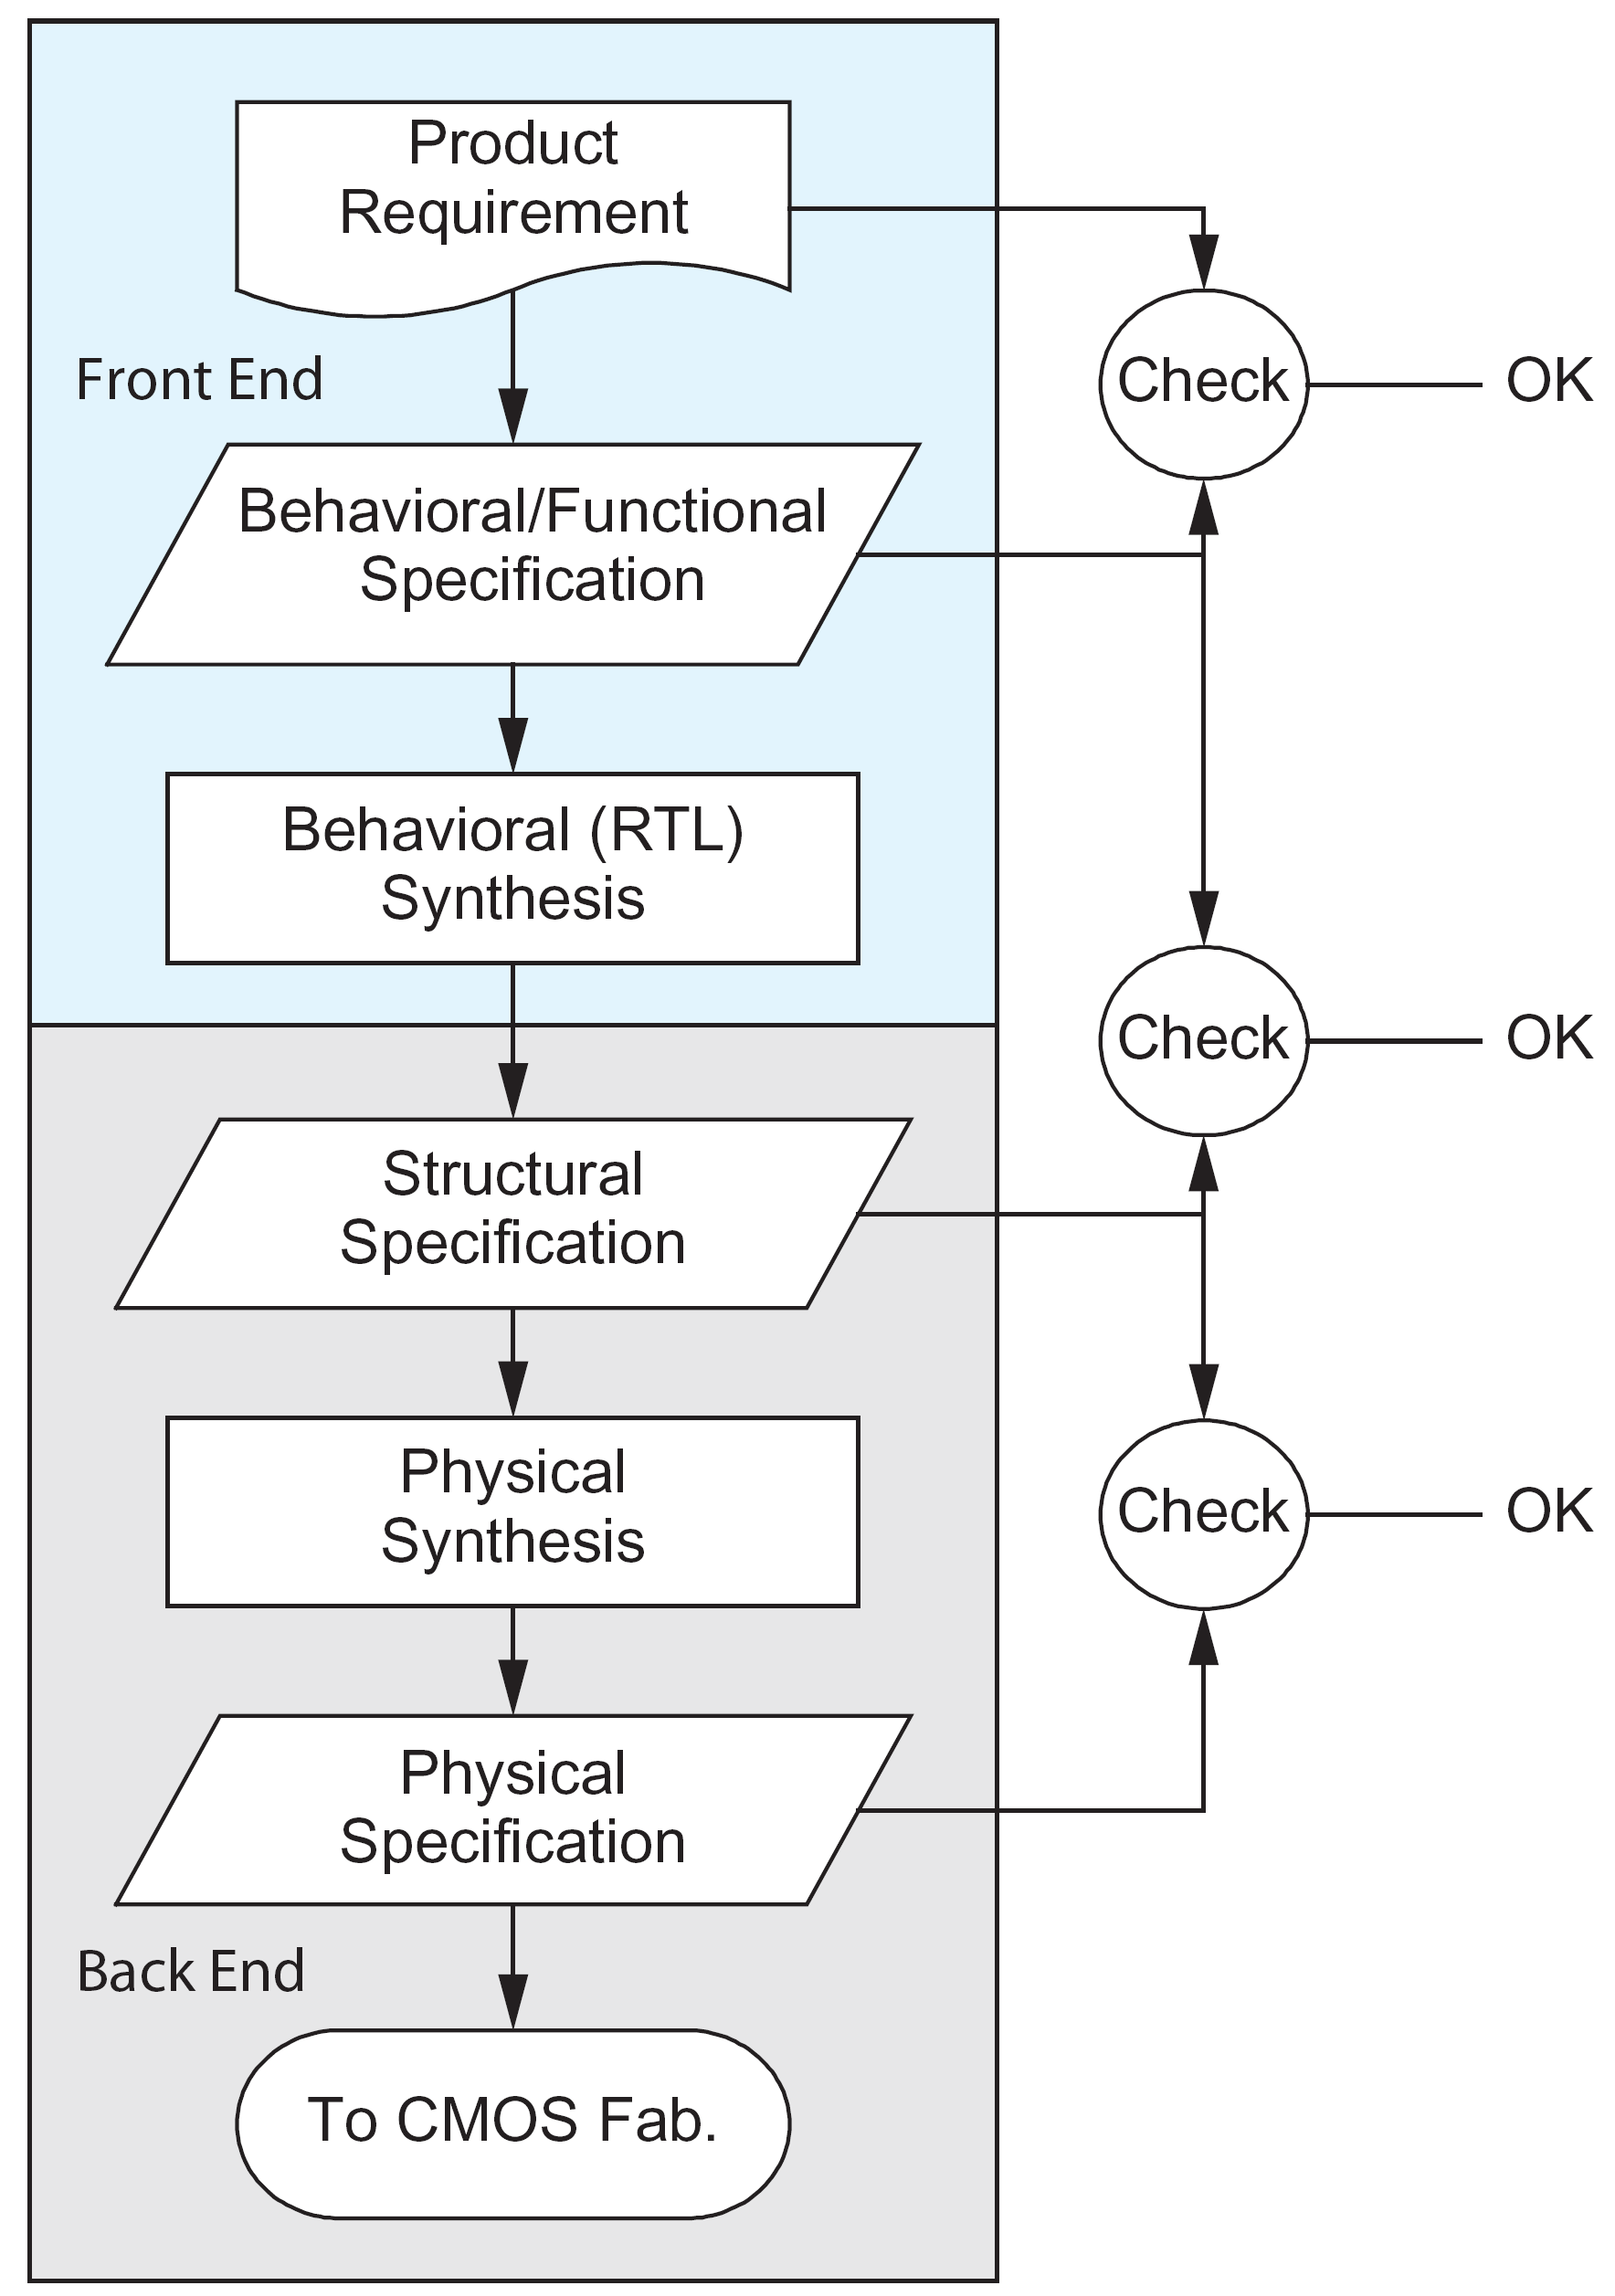 Product
Requirement
Front End
Check
OK
Behavioral/Functional
Specification
Behavioral (RTL)
Synthesis
Check
OK
Structural
Specification
Physical
Synthesis
Check
OK
Physical
Specification
Back End
To CMOS Fab.